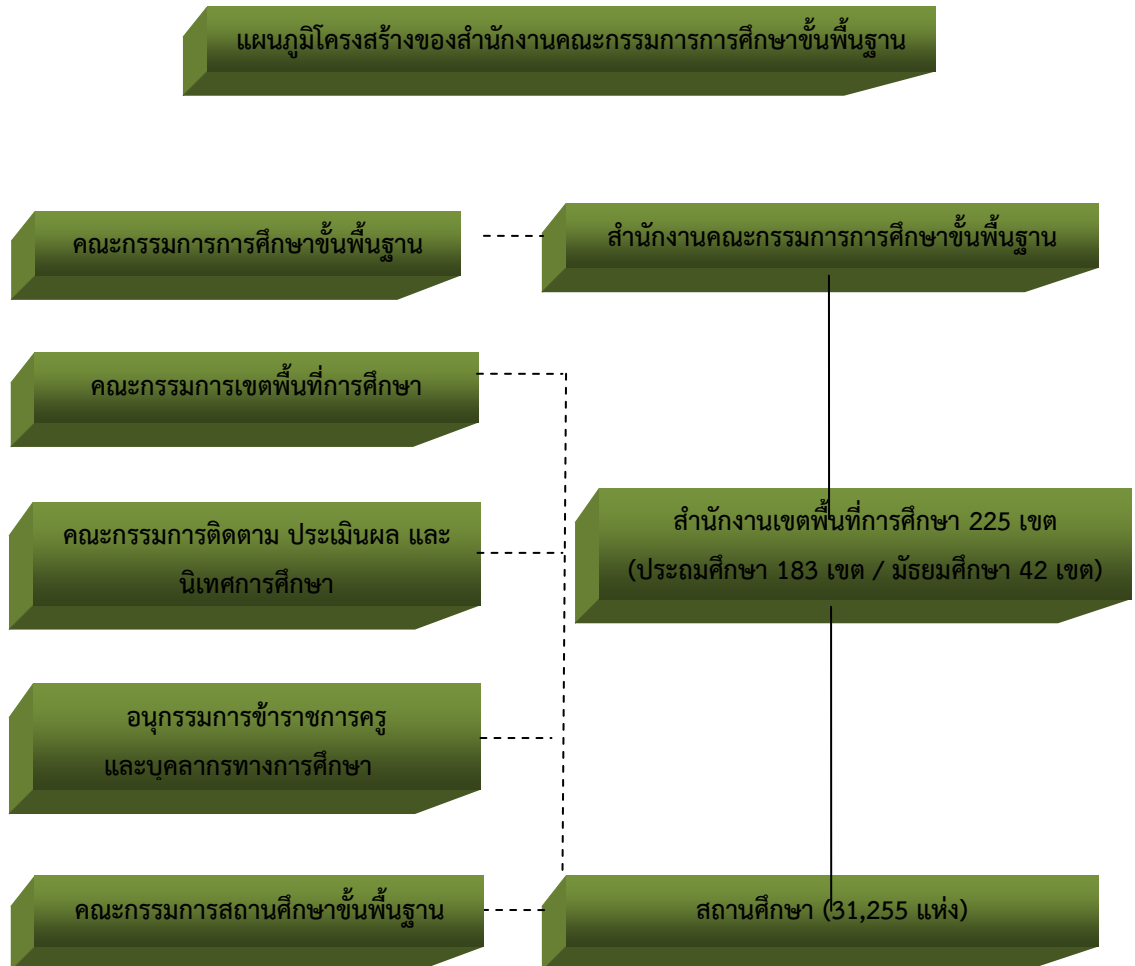 แผนภูมิโครงสร้างของสำนักงานคณะกรรมการการศึกษาขั้นพื้นฐาน
คณะกรรมการการศึกษาขั้นพื้นฐาน
สำนักงานคณะกรรมการการศึกษาขั้นพื้นฐาน
คณะกรรมการเขตพื้นที่การศึกษา
คณะกรรมการติดตาม ประเมินผล และ
นิเทศการศึกษา
สำนักงานเขตพื้นที่การศึกษา 225 เขต
(ประถมศึกษา 183 เขต / มัธยมศึกษา 42 เขต)
อนุกรรมการข้าราชการครู
และบุคลากรทางการศึกษา
คณะกรรมการสถานศึกษาขั้นพื้นฐาน
สถานศึกษา (31,255 แห่ง)